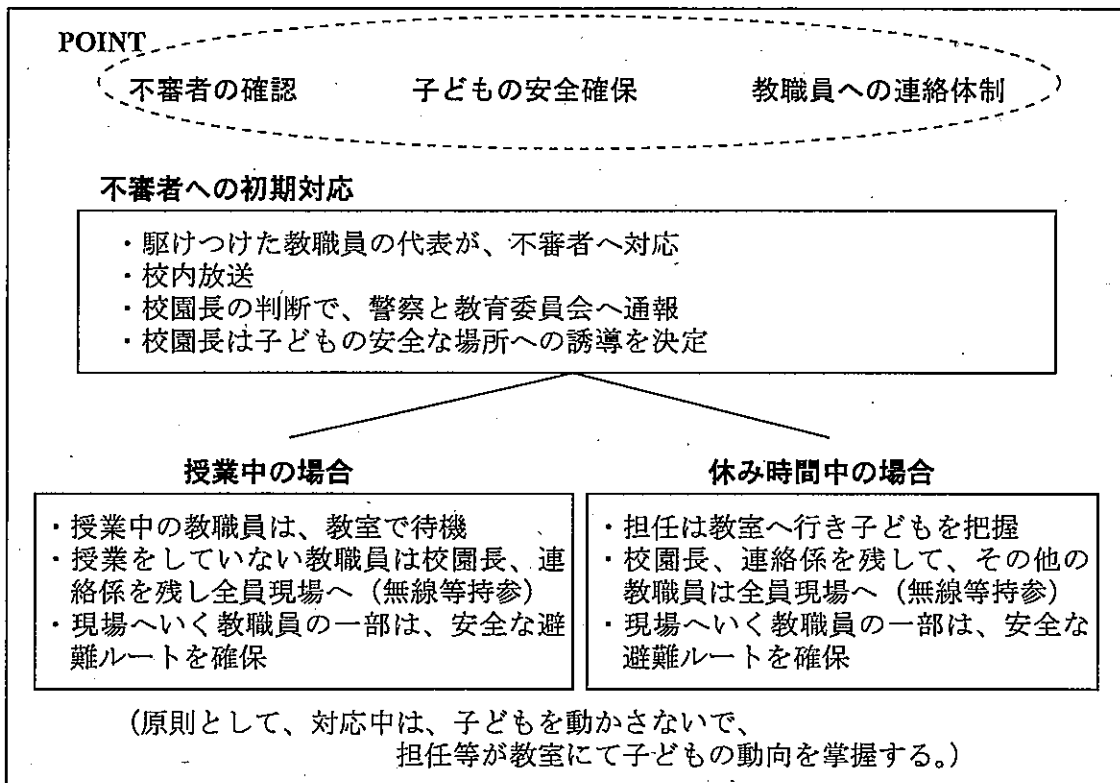 POINT
不審者の確認　子どもの安全確保　教職員への連絡体制
不審者への初期対応
・駆けつけた教職員の代表が、不審者へ対応
・校内放送
・校園長の判断で、警察と教育委員会へ通報
・校園長は子どもの安全な場所への誘導を決定
授業中の場合
・授業中の教職員は、教室で待機
・授業をしていない教職員は校園長、連
絡係を残し全員現場へ（無線等持参）
・現場へいく教職員の一部は、安全な避
難ルートを確保
休み時間中の場合
・担任は教室へ行き子どもを把握
・校園長、連絡係を残して、その他の
教職員は全員現場へ（無線等持参）
・現場へいく教職員の一部は、安全な
避難ルートを確保
（原則として、対応中は、子どもを動かさないで、
担任等が教室にて子どもの動向を掌握する。）